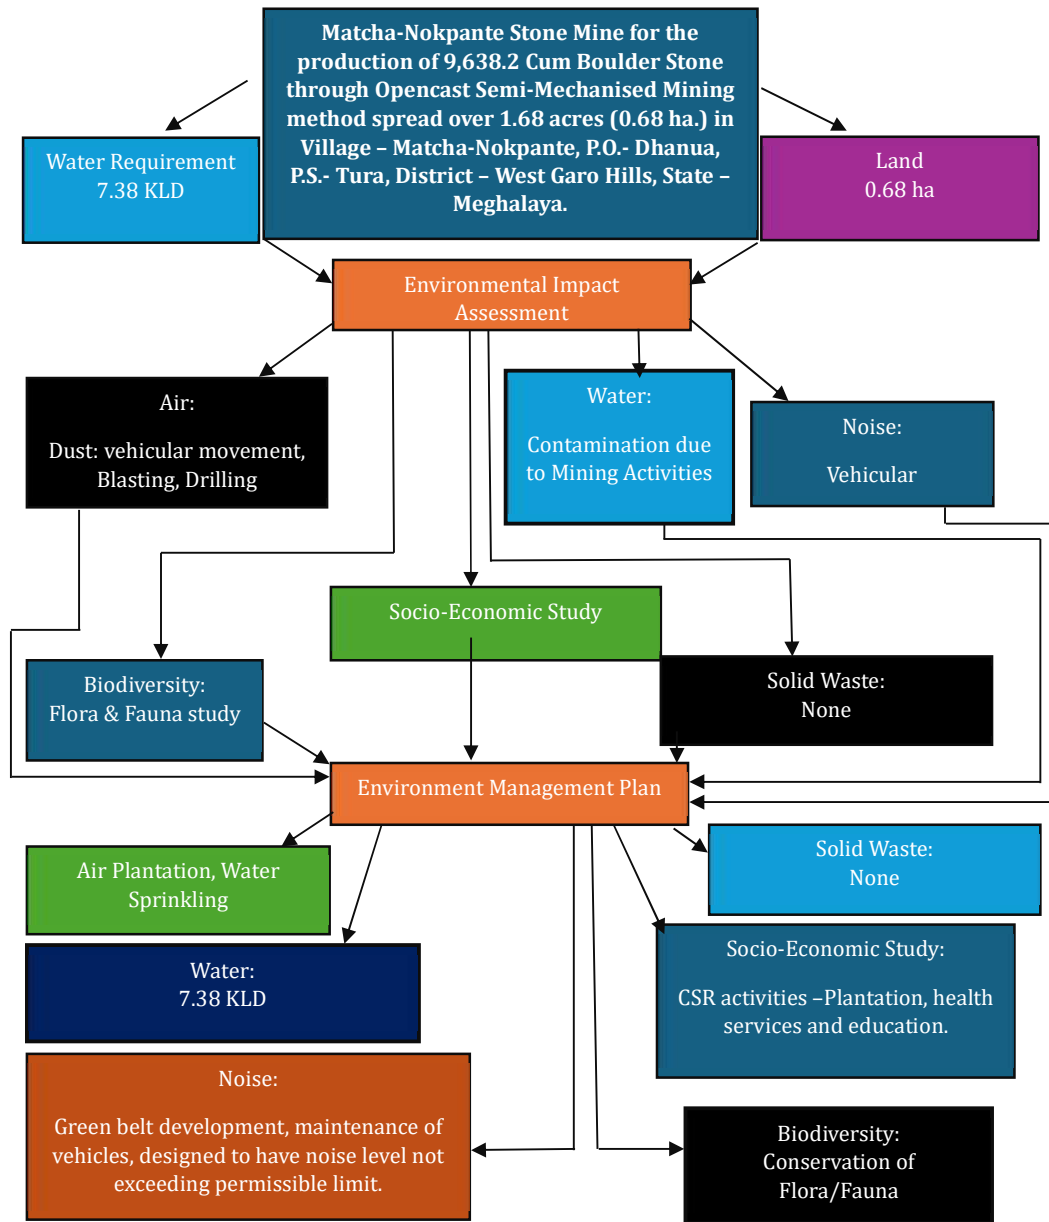 Matcha-Nokpante Stone Mine for the
production of 9,638.2 Cum Boulder Stone
through Opencast Semi-Mechanised Mining
method spread over 1.68 acres (0.68 ha.) in
Village – Matcha-Nokpante, P.O.- Dhanua,
P.S.- Tura, District – West Garo Hills, State –
Meghalaya.
Water Requirement
7.38 KLD
Land
0.68 ha
Environmental Impact
Assessment
Air:
Dust: vehicular movement,
Blasting, Drilling
Water:
Contamination due
to Mining Activities
Noise:
Vehicular
Socio-Economic Study
Biodiversity:
Flora & Fauna study
Solid Waste:
None
Environment Management Plan
Air Plantation, Water
Sprinkling
Solid Waste:
None
Water:
7.38 KLD
Socio-Economic Study:
CSR activities –Plantation, health
services and education.
Noise:
Green belt development, maintenance of
vehicles, designed to have noise level not
exceeding permissible limit.
Biodiversity:
Conservation of
Flora/Fauna